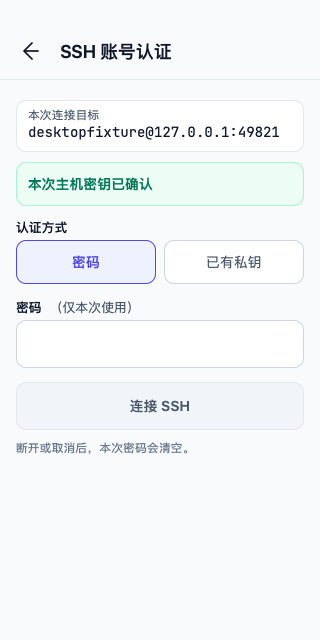 SSH 账号认证
本次连接目标
desktopfixture@127.0.0.1:49821
本次主机密钥已确认
认证方式
密码
已有私钥
密码 （仅本次使用）
连接 SSH
断开或取消后，本次密码会清空。